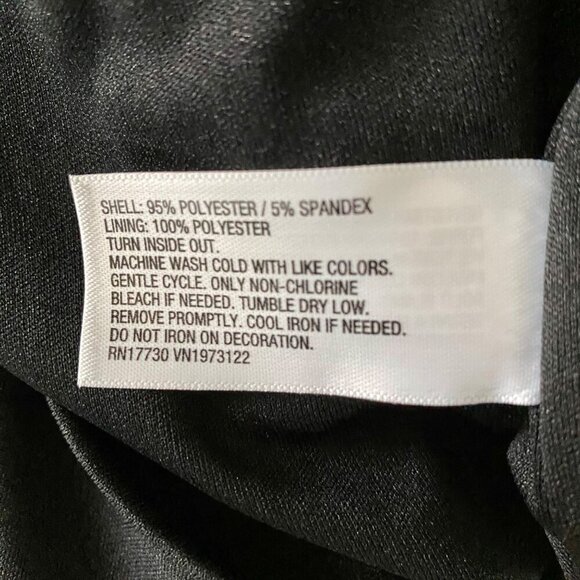 SHELL: 95% POLYESTER / 5% SPANDEX
LINING: 100% POLYESTER
TURN INSIDE OUT.
MACHINE WASH COLD WITH LIKE COLORS.
GENTLE CYCLE. ONLY NON-CHLORINE
BLEACH IF NEEDED. TUMBLE DRY LOW.
REMOVE PROMPTLY. COOL IRON IF NEEDED.
DO NOT IRON ON DECORATION.
RN17730 VN1973122